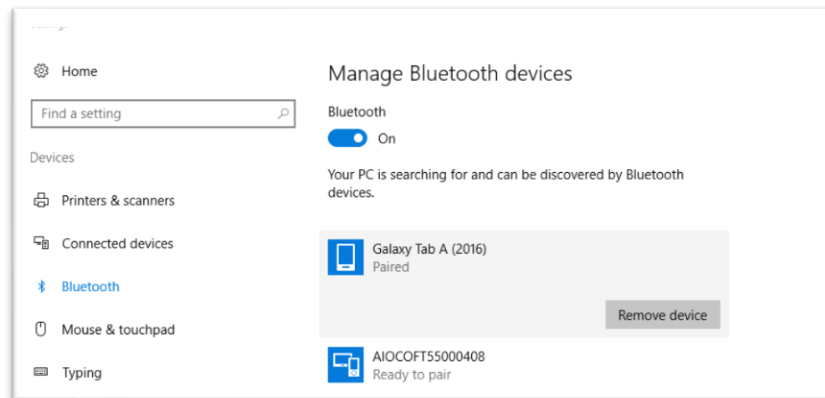 Home
Find a setting
Devices
Printers & scanners
Connected devices
Bluetooth
Mouse & touchpad
Typing
Manage Bluetooth devices
Bluetooth
On
Your PC is searching for and can be discovered by Bluetooth
devices.
Galaxy Tab A (2016)
Paired
Remove device
AIOCOFT55000408
Ready to pair